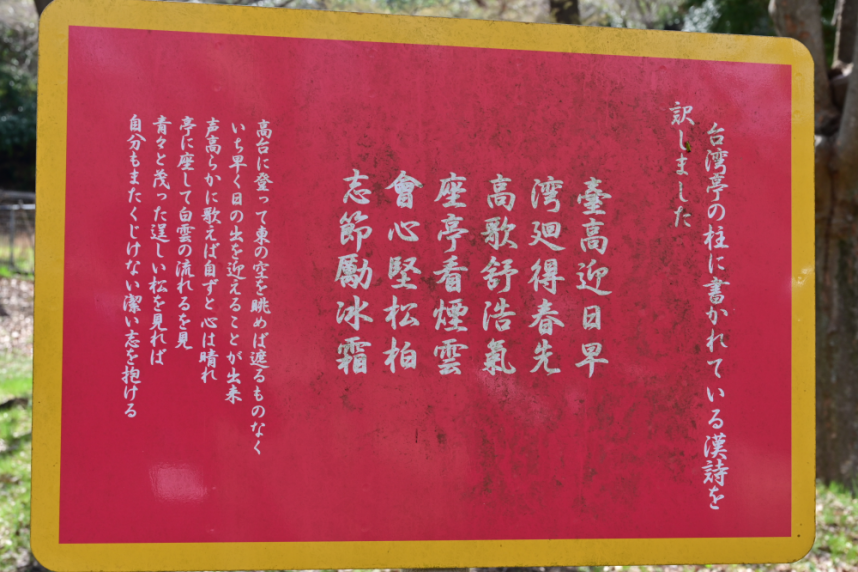 台湾亭の柱に書かれている漢詩を
訳しました
臺高迎日早
湾廻得春先
高歌舒浩氣
座亭看煙雲
會心堅松柏
志節勵冰霜
高台に登って東の空を眺めば遮るものなく
いち早く日の出を迎えることが出来
声高らかに歌えば自ずと心は晴れ
亭に座して白雲の流れるを見
青々と茂った逞しい松を見れば
自分もまたくじけない潔い志を抱ける